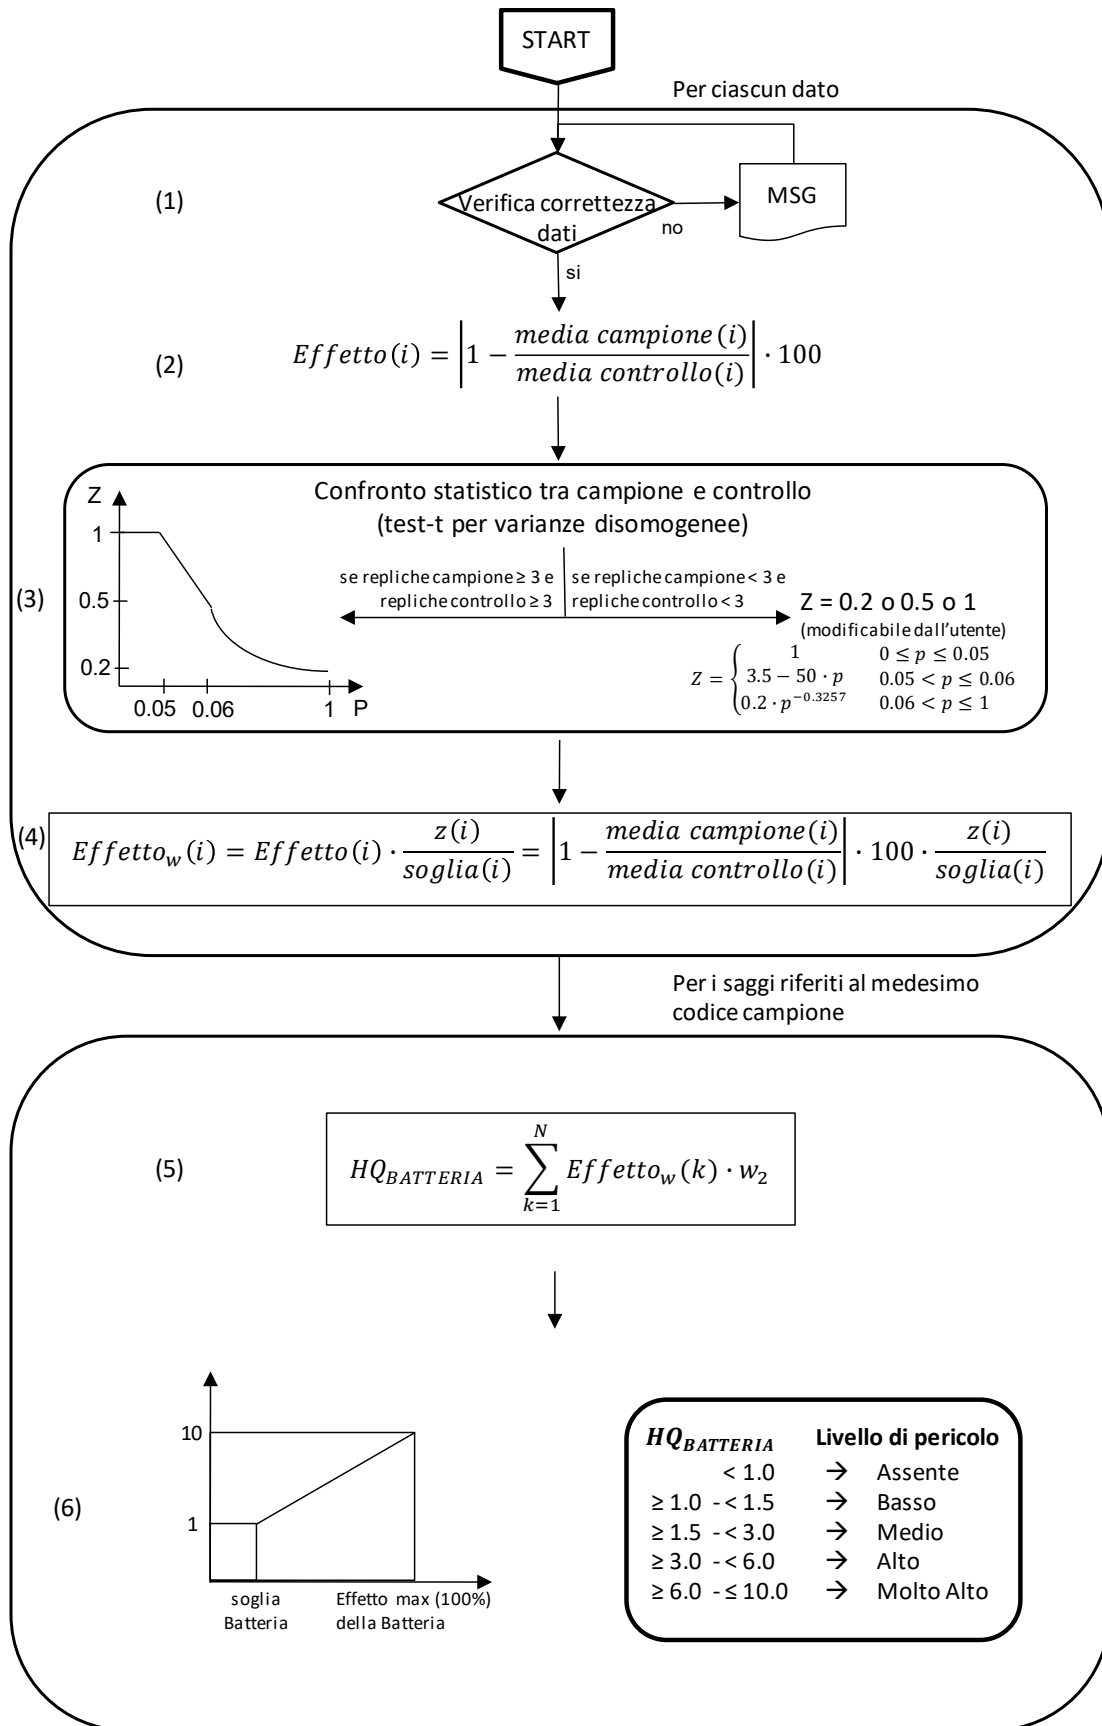 START
Per ciascun dato
(1)
Verifica correttezza
dati
no
MSG
si
(2)
Effetto(i) = |1 − media campione(i) / media controllo(i)| · 100
(3)
Confronto statistico tra campione e controllo
(test-t per varianze disomogenee)
Z
1
0.5
0.2
0.05
0.06
1
P
se repliche campione ≥ 3 e
repliche controllo ≥ 3
se repliche campione < 3 e
repliche controllo < 3
Z = 0.2 o 0.5 o 1
(modificabile dall'utente)
Z = { 1 0 ≤ p ≤ 0.05
3.5 − 50 · p 0.05 < p ≤ 0.06
0.2 · p^−0.3257 0.06 < p ≤ 1
(4)
Effetto_w(i) = Effetto(i) · z(i) / soglia(i) = |1 − media campione(i) / media controllo(i)| · 100 · z(i) / soglia(i)
Per i saggi riferiti al medesimo
codice campione
(5)
HQ_BATTERIA = ∑_{k=1}^{N} Effetto_w(k) · w_2
(6)
10
1
soglia
Batteria
Effetto max (100%)
della Batteria
HQ_BATTERIA Livello di pericolo
< 1.0 → Assente
≥ 1.0 - < 1.5 → Basso
≥ 1.5 - < 3.0 → Medio
≥ 3.0 - < 6.0 → Alto
≥ 6.0 - ≤ 10.0 → Molto Alto